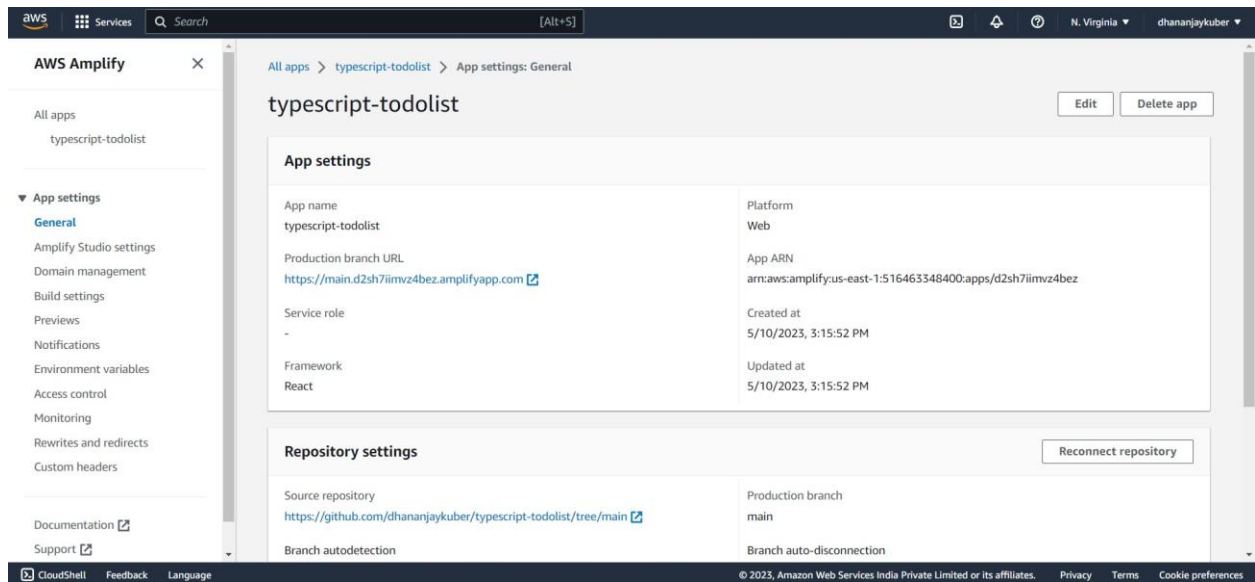 aws Services Search [Alt+S] N. Virginia dhananjaykuber
AWS Amplify
All apps
typescript-todolist
App settings
General
Amplify Studio settings
Domain management
Build settings
Previews
Notifications
Environment variables
Access control
Monitoring
Rewrites and redirects
Custom headers
Documentation
Support
All apps > typescript-todolist > App settings: General
typescript-todolist
Edit Delete app
App settings
App name
typescript-todolist
Production branch URL
https://main.d2sh7iimvz4bez.amplifyapp.com
Service role
-
Framework
React
Platform
Web
App ARN
arn:aws:amplify:us-east-1:516463348400:apps/d2sh7iimvz4bez
Created at
5/10/2023, 3:15:52 PM
Updated at
5/10/2023, 3:15:52 PM
Repository settings
Reconnect repository
Source repository
https://github.com/dhananjaykuber/typescript-todolist/tree/main
Branch autodetection
Production branch
main
Branch auto-disconnection
CloudShell Feedback Language © 2023, Amazon Web Services India Private Limited or its affiliates. Privacy Terms Cookie preferences